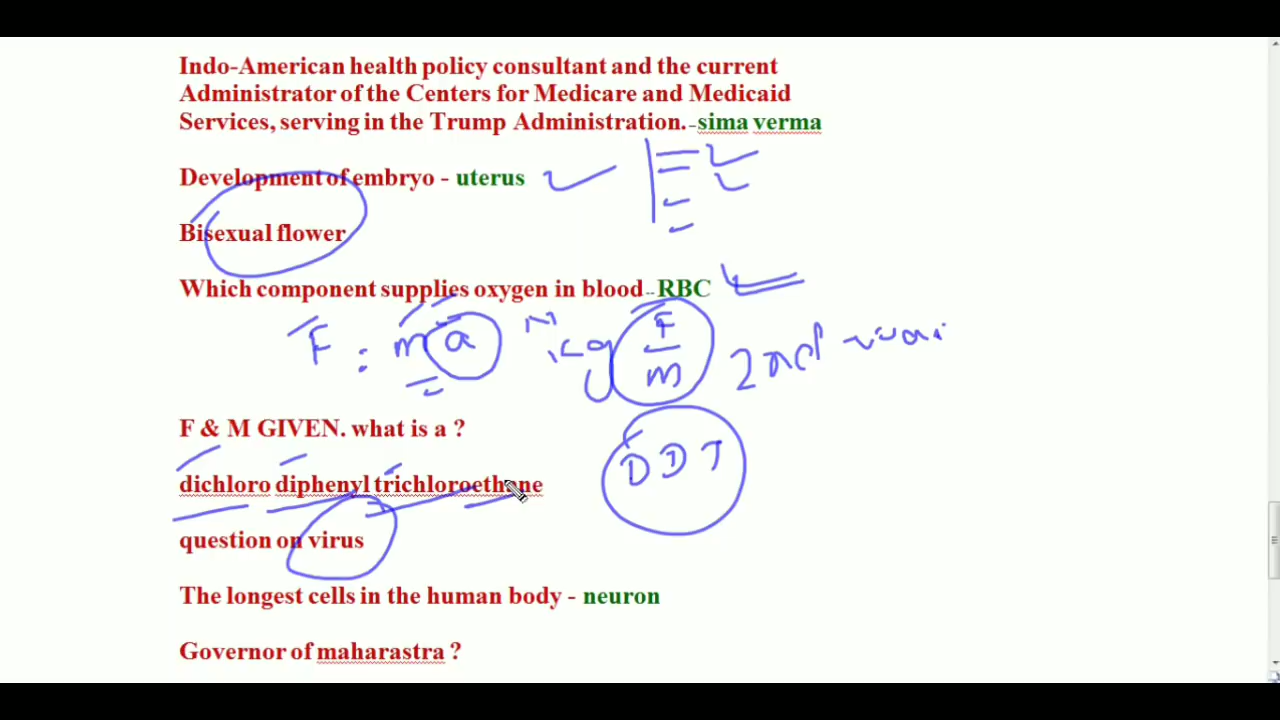 Indo-American health policy consultant and the current
Administrator of the Centers for Medicare and Medicaid
Services, serving in the Trump Administration.-sima verma
Development of embryo - uterus
Bisexual flower
Which component supplies oxygen in blood--RBC
F = ma N kg F/m 2nd
F & M GIVEN. what is a ?
DDT
dichloro diphenyl trichloroethane
question on virus
The longest cells in the human body - neuron
Governor of maharastra ?